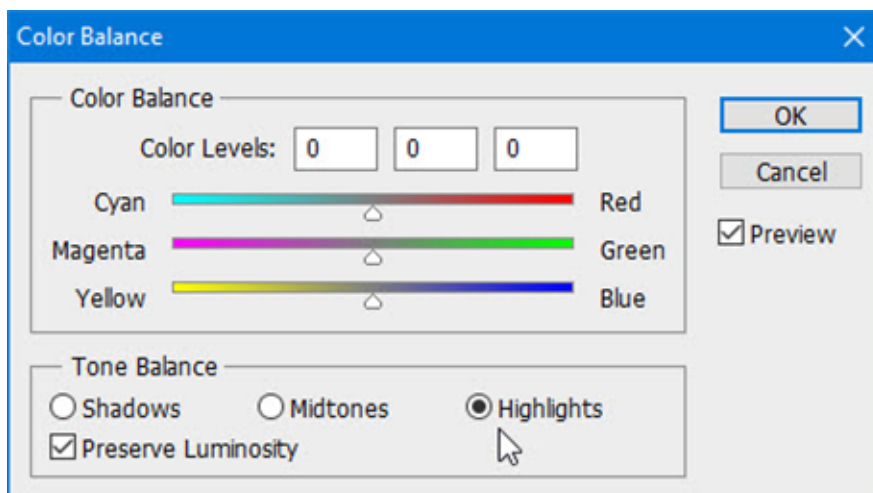 Color Balance
Color Balance
Color Levels: 0 0 0
OK
Cancel
Cyan Red
Preview
Magenta Green
Yellow Blue
Tone Balance
Shadows Midtones Highlights
Preserve Luminosity